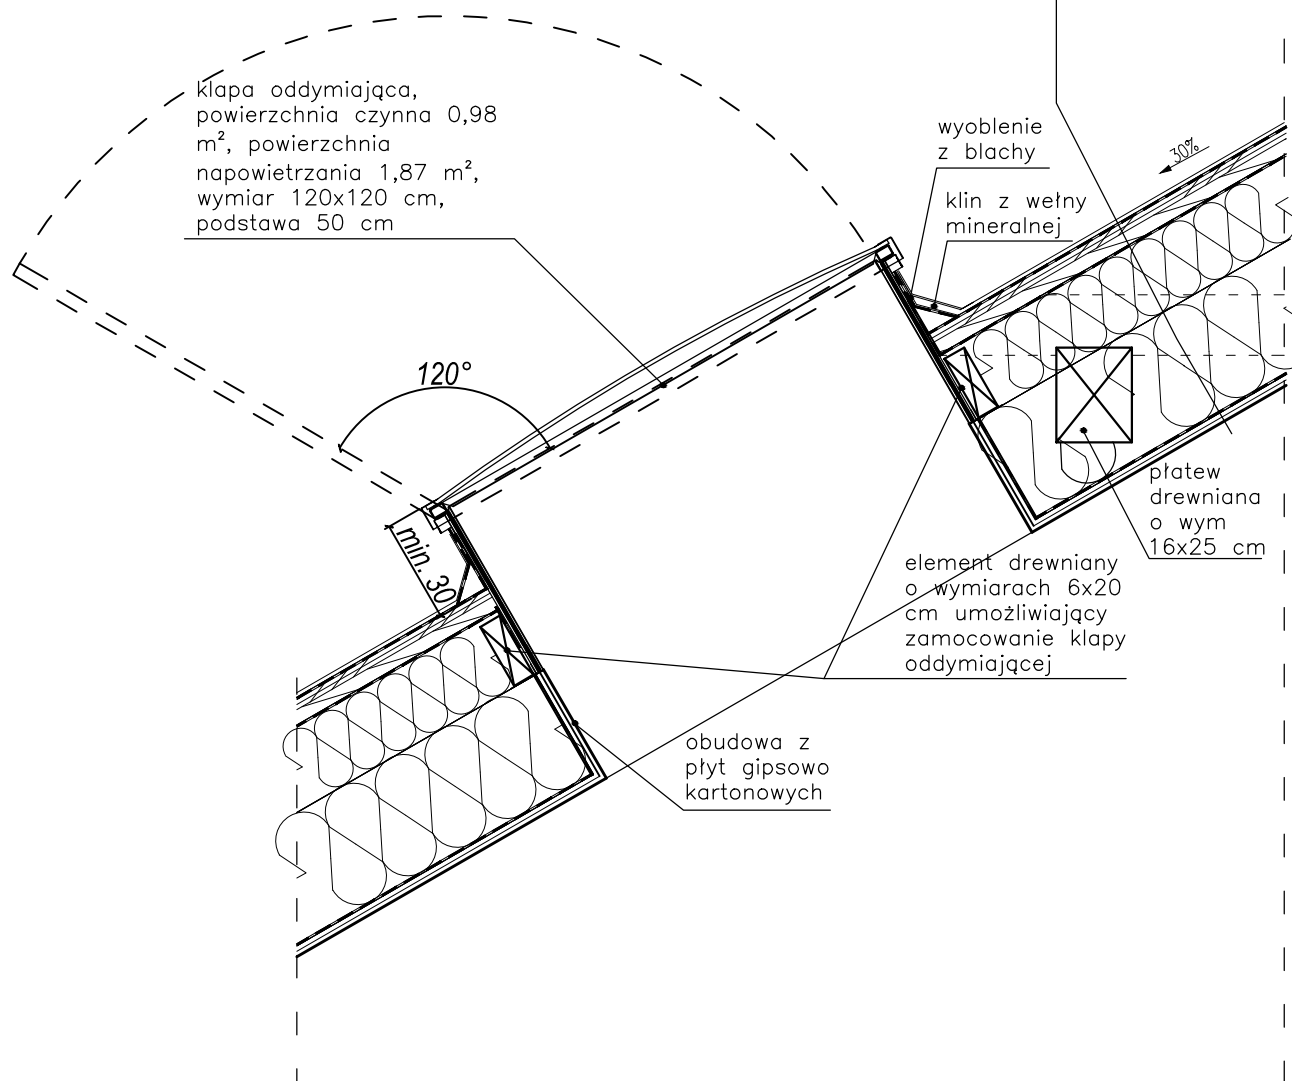 klapa oddymiająca,
powierzchnia czynna 0,98
m², powierzchnia
napowietrzania 1,87 m²,
wymiar 120x120 cm,
podstawa 50 cm
wyoblenie
z blachy
klin z wełny
mineralnej
30%
120°
min. 30
płatew
drewniana
o wym
16x25 cm
element drewniany
o wymiarach 6x20
cm umożliwiający
zamocowanie klapy
oddymiającej
obudowa z
płyt gipsowo
kartonowych